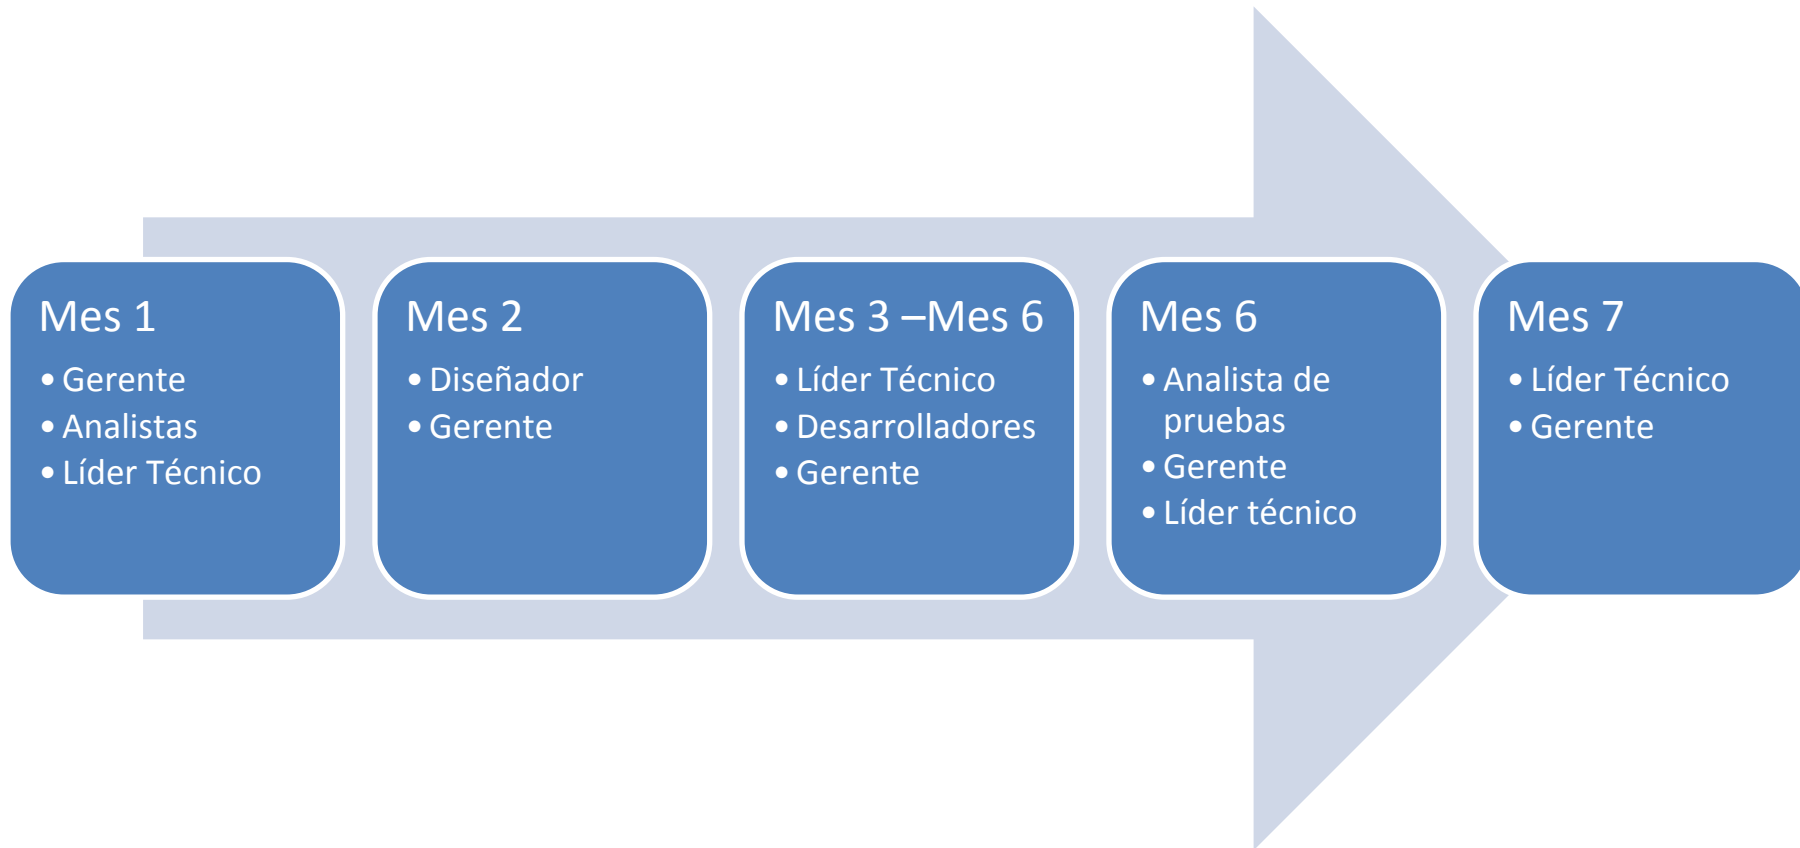 Mes 1
• Gerente
• Analistas
• Líder Técnico
Mes 2
• Diseñador
• Gerente
Mes 3 –Mes 6
• Líder Técnico
• Desarrolladores
• Gerente
Mes 6
• Analista de
pruebas
• Gerente
• Líder técnico
Mes 7
• Líder Técnico
• Gerente